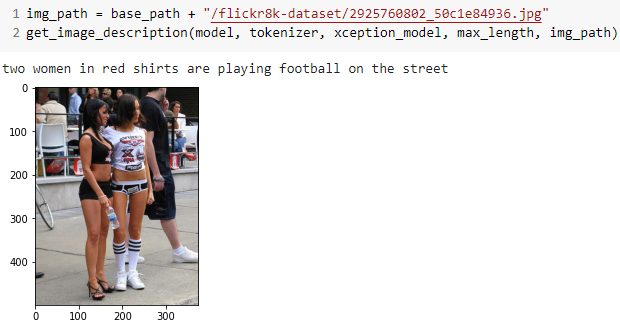 1 img_path = base_path + "/flickr8k-dataset/2925760802_50c1e84936.jpg"
2 get_image_description(model, tokenizer, xception_model, max_length, img_path)
two women in red shirts are playing football on the street
0
100
200
300
400
0 100 200 300